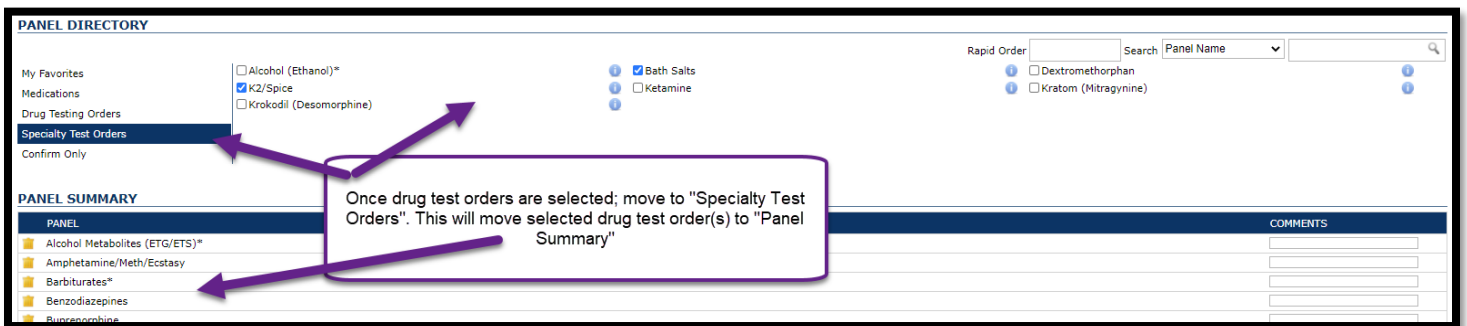 PANEL DIRECTORY
Rapid Order Search Panel Name
My Favorites
Medications
Drug Testing Orders
Specialty Test Orders
Confirm Only
Alcohol (Ethanol)* Bath Salts Dextromethorphan
K2/Spice Ketamine Kratom (Mitragynine)
Krokodil (Desomorphine)
Once drug test orders are selected; move to "Specialty Test
Orders". This will move selected drug test order(s) to "Panel
Summary"
PANEL SUMMARY
PANEL COMMENTS
Alcohol Metabolites (ETG/ETS)*
Amphetamine/Meth/Ecstasy
Barbiturates*
Benzodiazepines
Buprenorphine